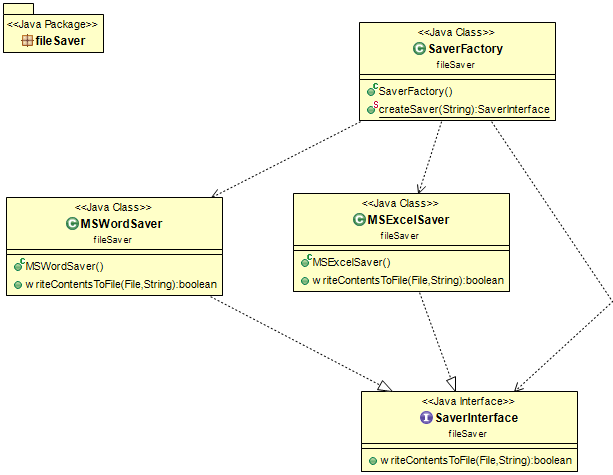 <<Java Package>>
fileSaver
<<Java Class>>
SaverFactory
fileSaver
SaverFactory()
createSaver(String):SaverInterface
<<Java Class>>
MSWordSaver
fileSaver
MSWordSaver()
writeContentsToFile(File,String):boolean
<<Java Class>>
MSExcelSaver
fileSaver
MSExcelSaver()
writeContentsToFile(File,String):boolean
<<Java Interface>>
SaverInterface
fileSaver
writeContentsToFile(File,String):boolean